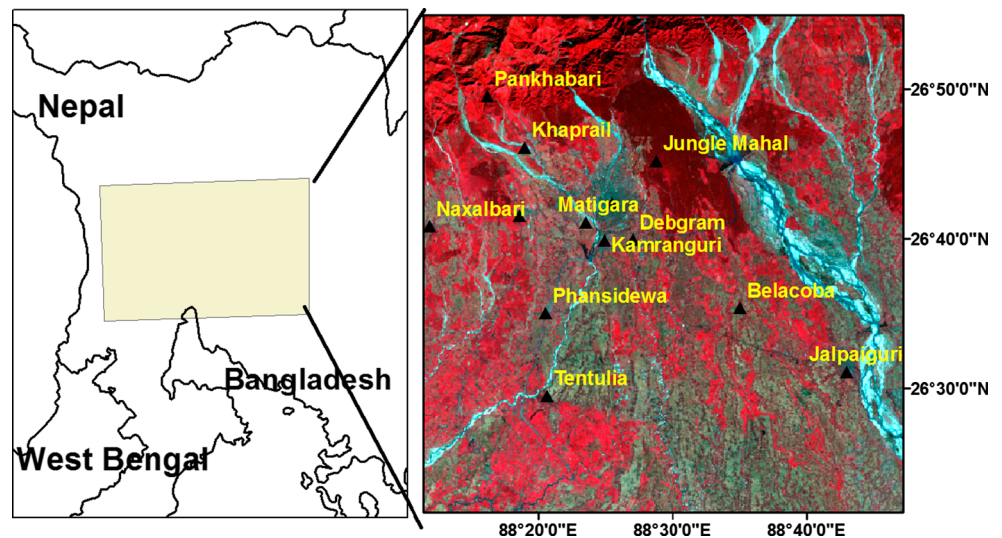 Nepal
Bangladesh
West Bengal
Pankhabari
Khaprail
Jungle Mahal
Naxalbari
Matigara
Debgram
Kamranguri
Phansidewa
Belacoba
Jalpaiguri
Tentulia
26°50'0"N
26°40'0"N
26°30'0"N
88°20'0"E
88°30'0"E
88°40'0"E